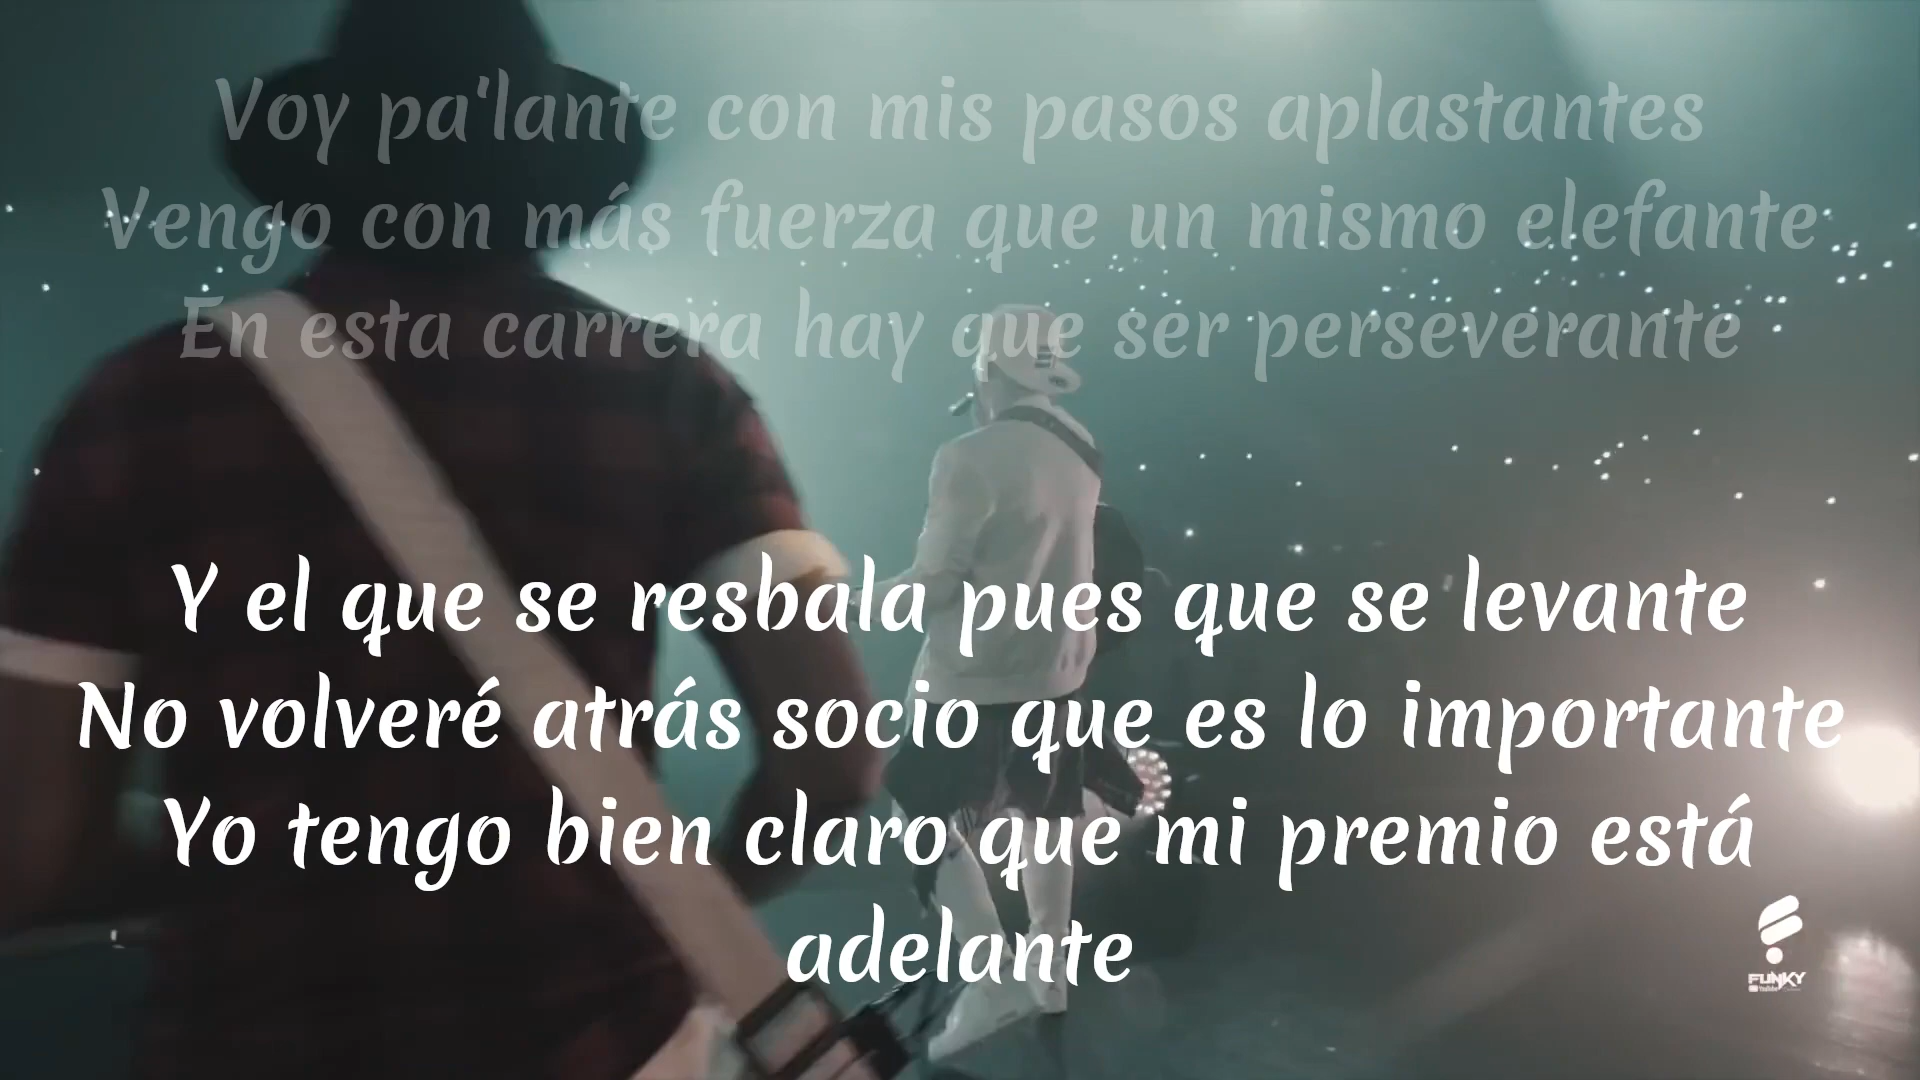 Voy pa'lante con mis pasos aplastantes
Vengo con más fuerza que un mismo elefante
En esta carrera hay que ser perseverante
Y el que se resbala pues que se levante
No volveré atrás socio que es lo importante
Yo tengo bien claro que mi premio está
adelante
FUNKY
YouTube